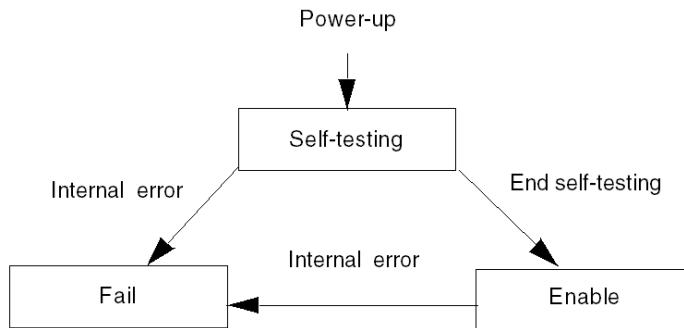 Power-up
Self-testing
Internal error
End self-testing
Internal error
Fail
Enable